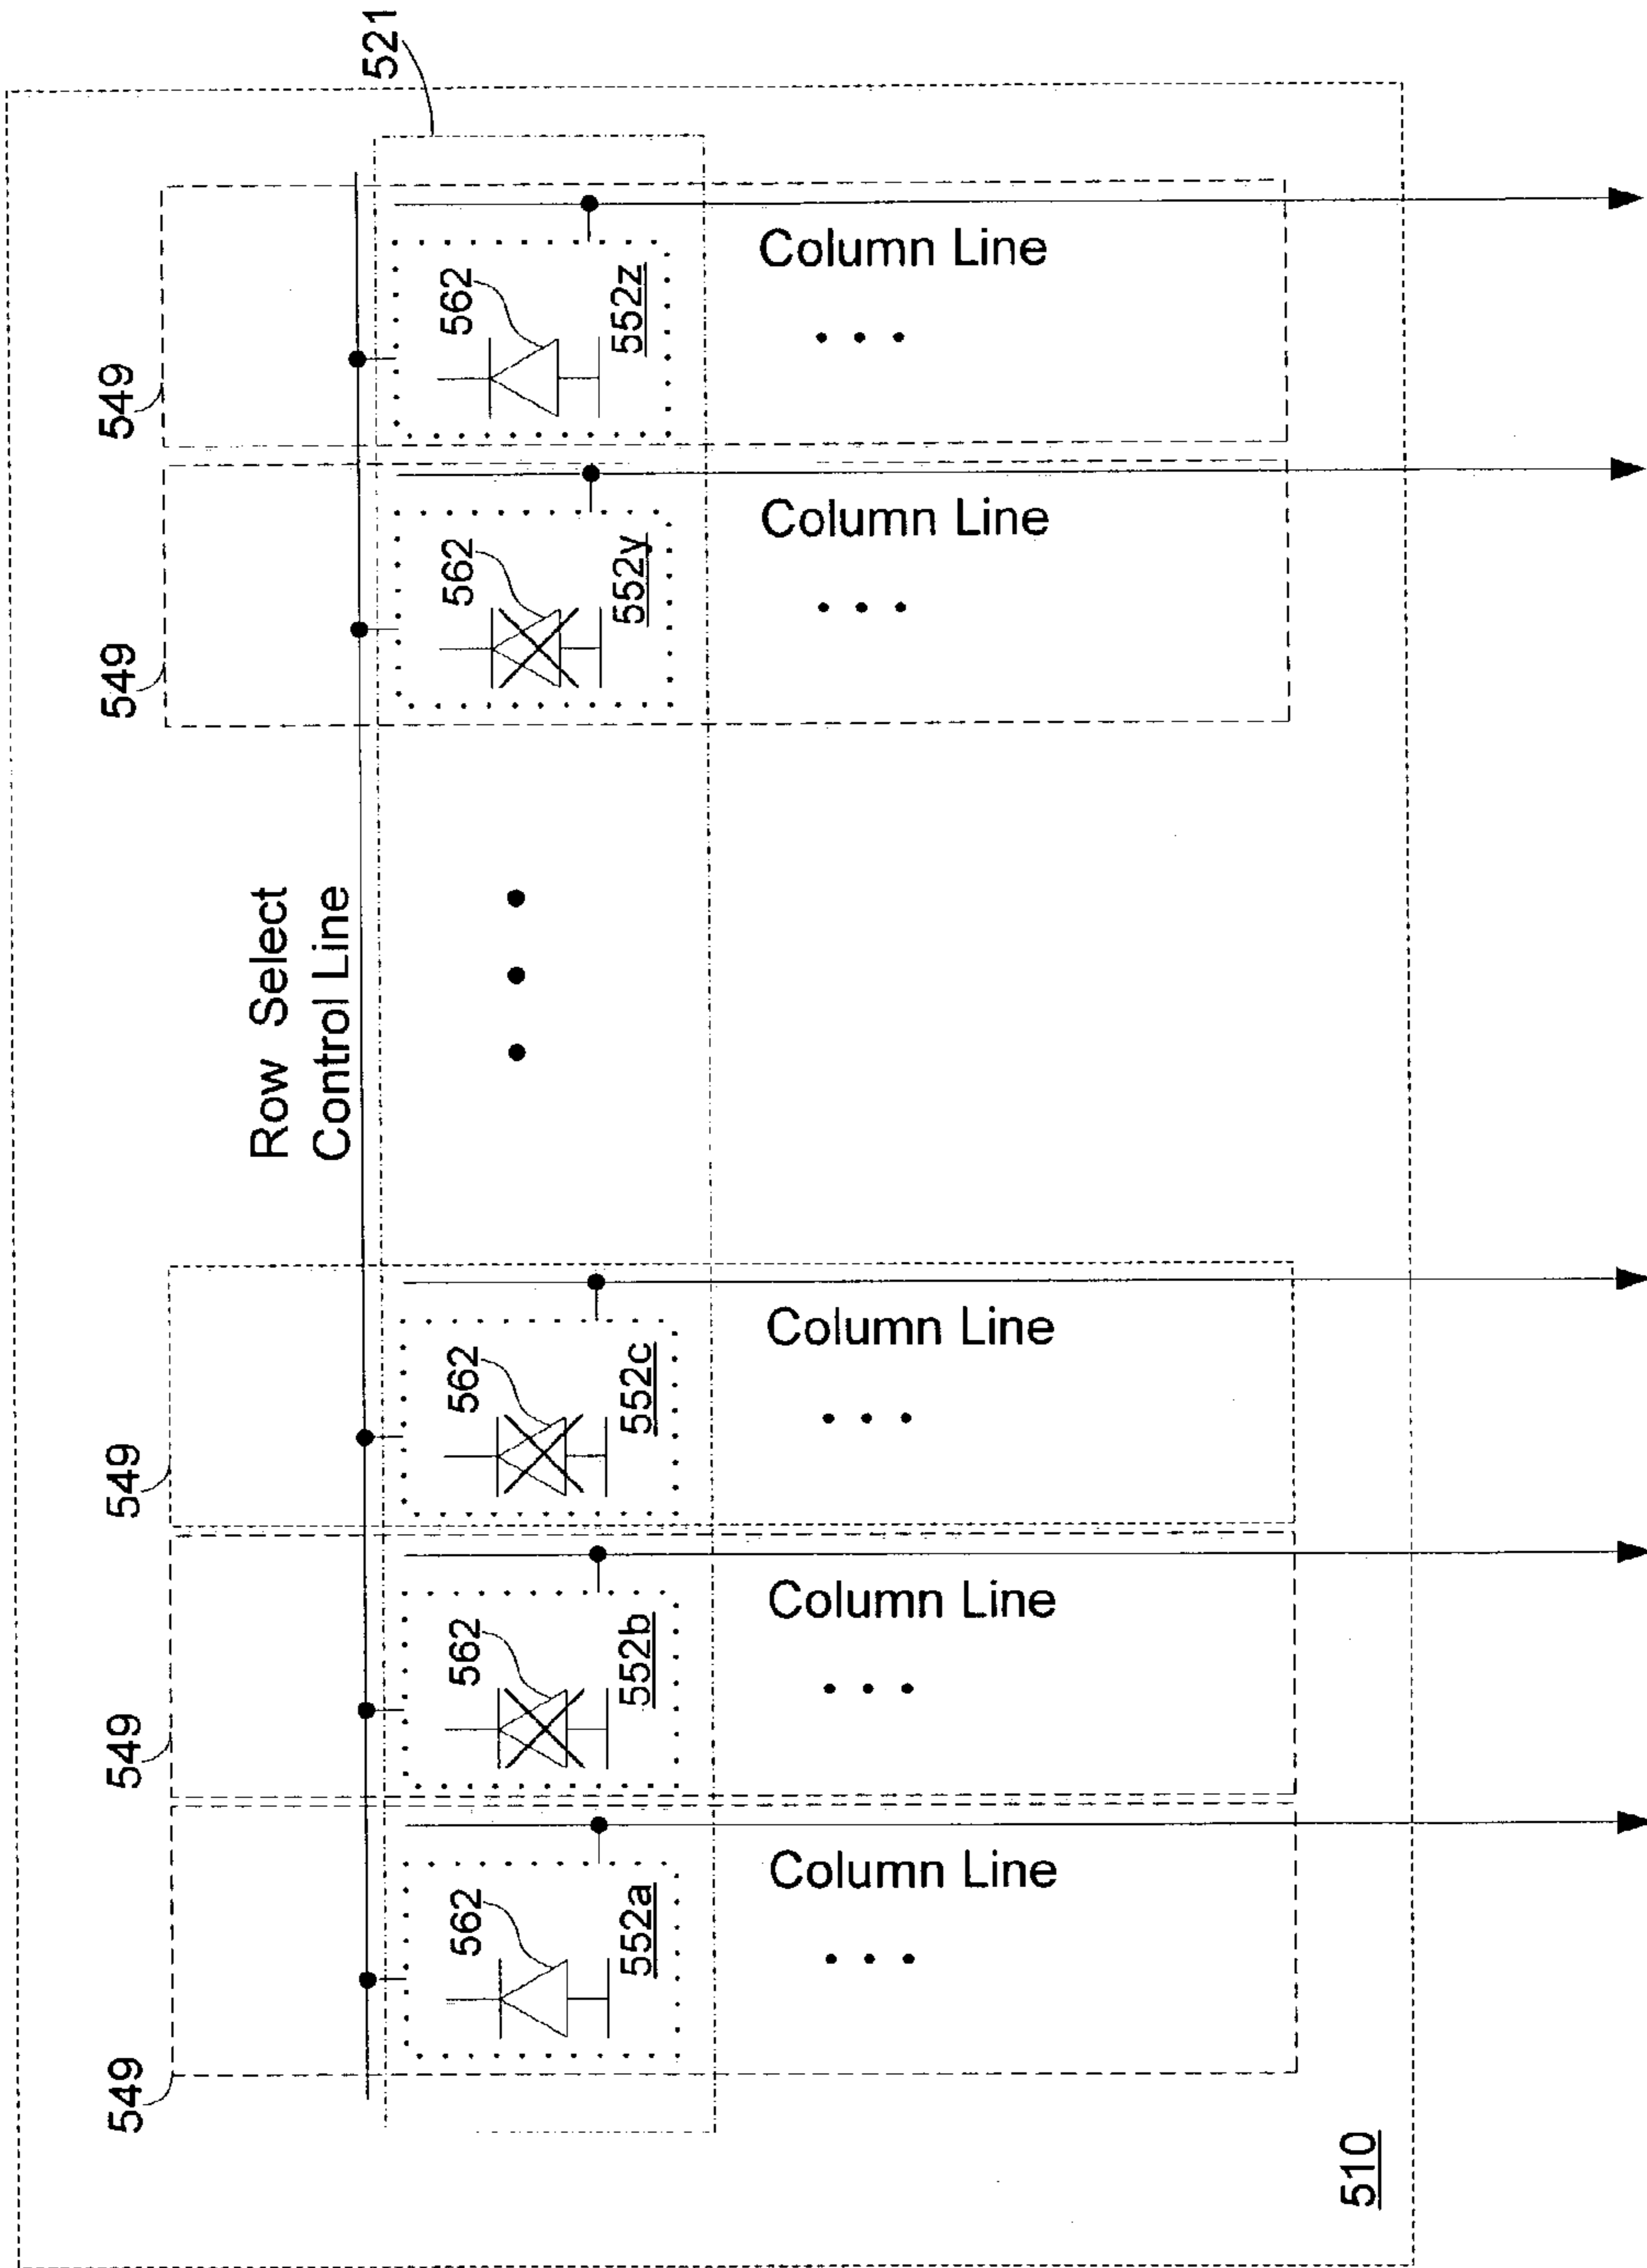 549
549
549
549
549
Row Select
Control Line
521
562
562
562
562
562
552a
552b
552c
552y
552z
Column Line
Column Line
Column Line
Column Line
Column Line
510